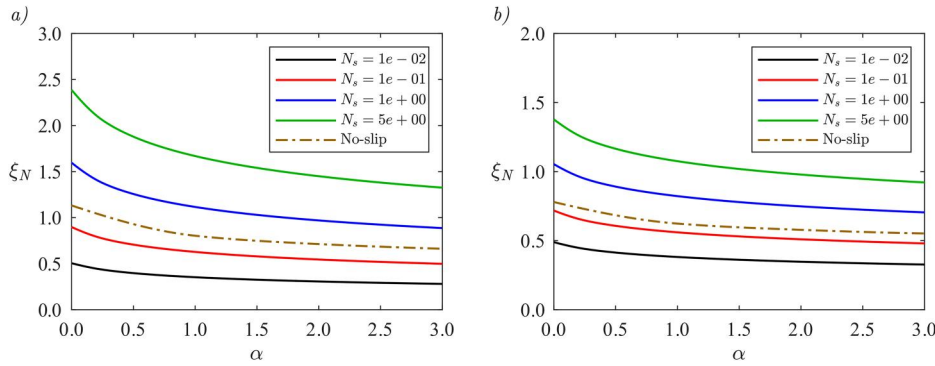 a)
3.0
2.5
2.0
1.5
1.0
0.5
0.0
ξ_N
N_s = 1e − 02
N_s = 1e − 01
N_s = 1e + 00
N_s = 5e + 00
No-slip
0.0 0.5 1.0 1.5 2.0 2.5 3.0
α
b)
2.0
1.5
1.0
0.5
0.0
ξ_N
N_s = 1e − 02
N_s = 1e − 01
N_s = 1e + 00
N_s = 5e + 00
No-slip
0.0 0.5 1.0 1.5 2.0 2.5 3.0
α